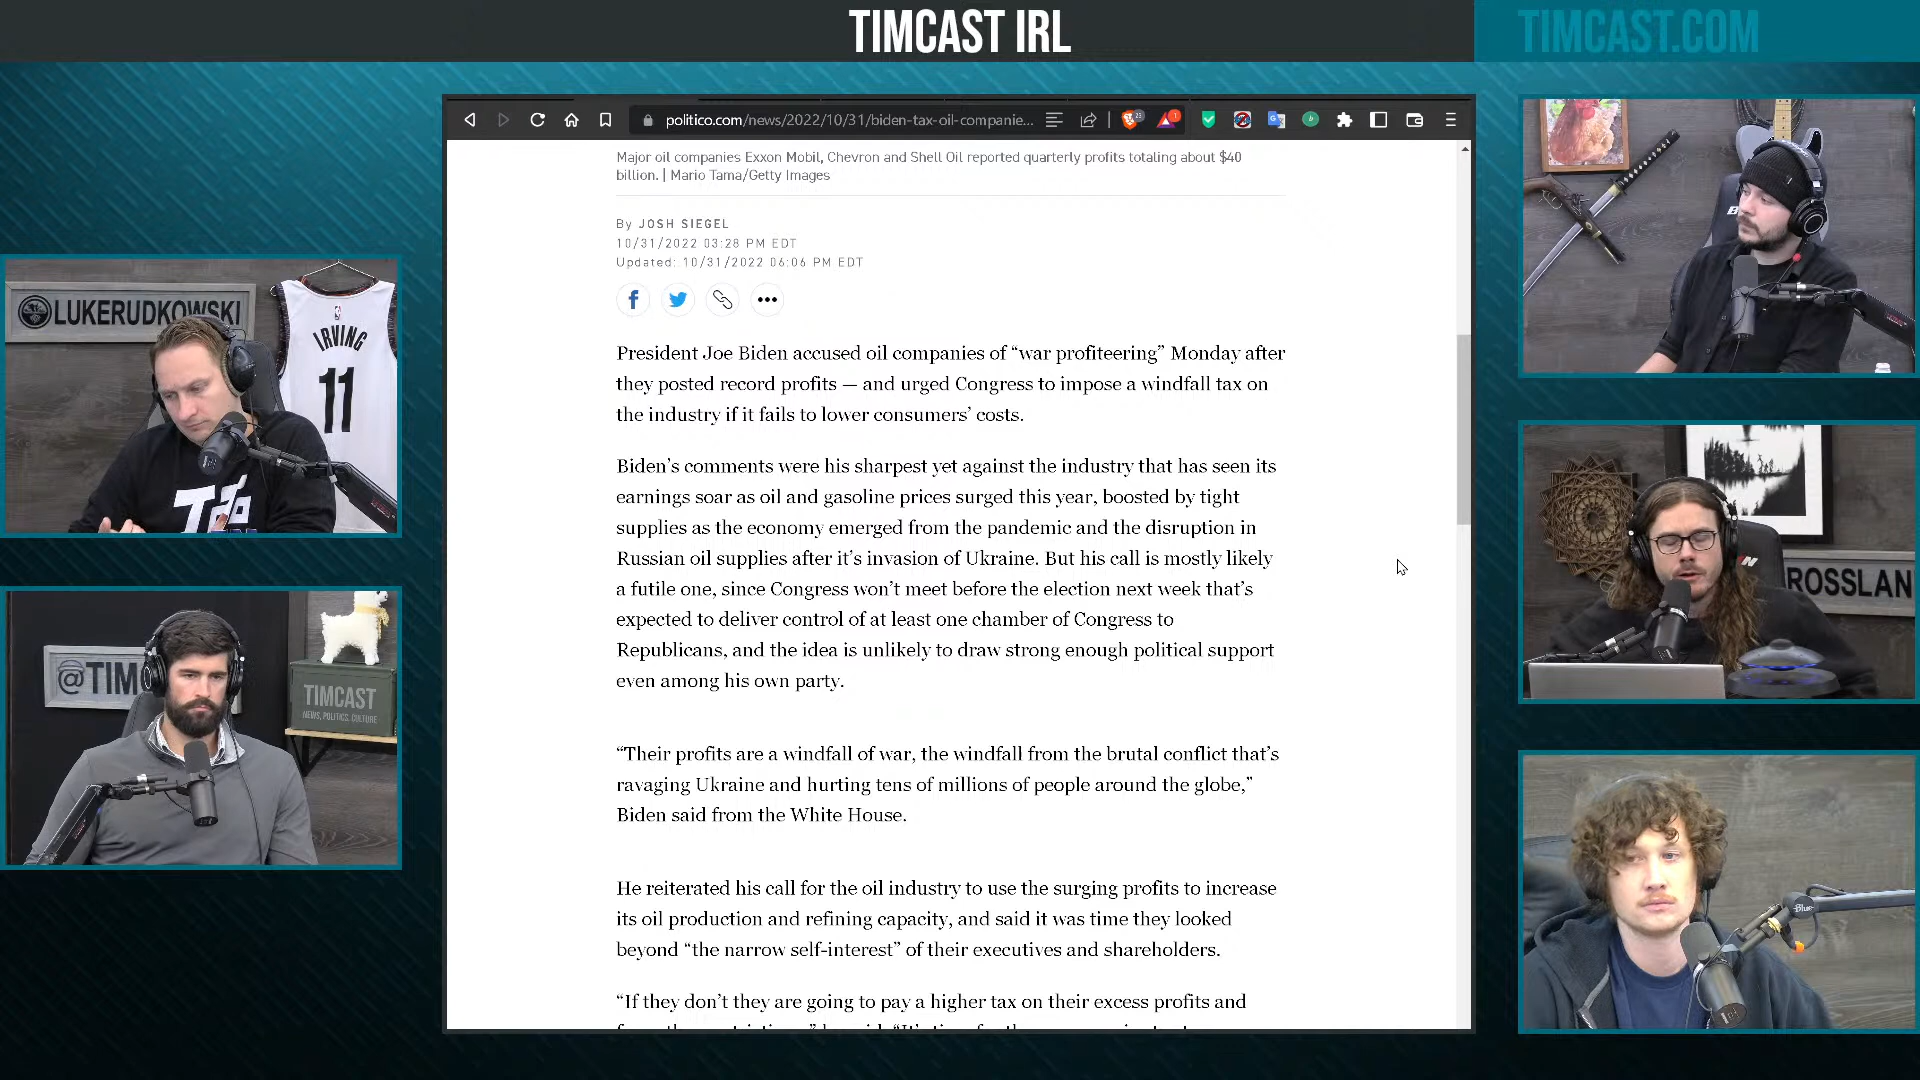 TIMCAST IRL
TIMCAST.COM
politico.com/news/2022/10/31/biden-tax-oil-companie...
Major oil companies Exxon Mobil, Chevron and Shell Oil reported quarterly profits totaling about $40
billion. | Mario Tama/Getty Images
By JOSH SIEGEL
10/31/2022 03:28 PM EDT
Updated: 10/31/2022 06:06 PM EDT
President Joe Biden accused oil companies of “war profiteering” Monday after
they posted record profits — and urged Congress to impose a windfall tax on
the industry if it fails to lower consumers’ costs.
Biden’s comments were his sharpest yet against the industry that has seen its
earnings soar as oil and gasoline prices surged this year, boosted by tight
supplies as the economy emerged from the pandemic and the disruption in
Russian oil supplies after it’s invasion of Ukraine. But his call is mostly likely
a futile one, since Congress won’t meet before the election next week that’s
expected to deliver control of at least one chamber of Congress to
Republicans, and the idea is unlikely to draw strong enough political support
even among his own party.
“Their profits are a windfall of war, the windfall from the brutal conflict that’s
ravaging Ukraine and hurting tens of millions of people around the globe,”
Biden said from the White House.
He reiterated his call for the oil industry to use the surging profits to increase
its oil production and refining capacity, and said it was time they looked
beyond “the narrow self-interest” of their executives and shareholders.
“If they don’t they are going to pay a higher tax on their excess profits and
@LUKERUDKOWSKI
IRVING
11
@TIM
TIMCAST
NEWS, POLITICS, CULTURE
ROSSLAN
Blue